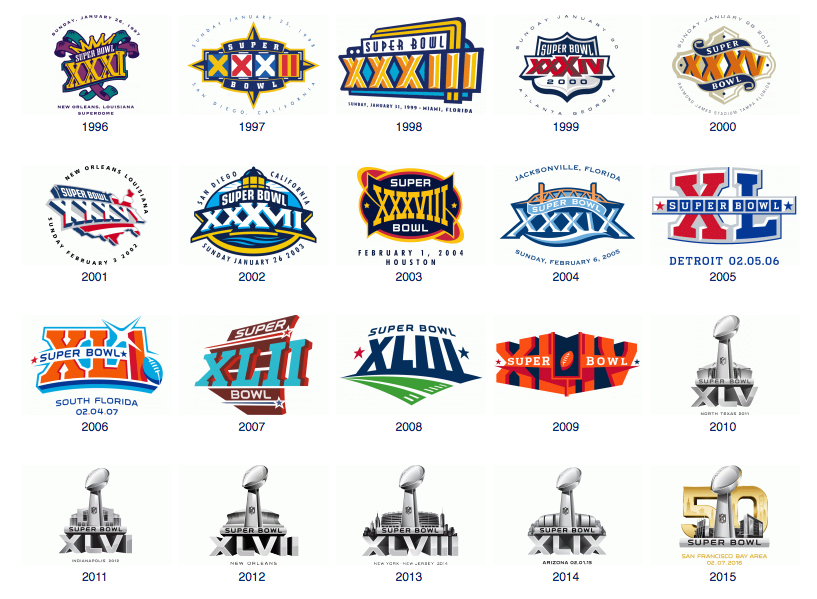 SUNDAY, JANUARY 26, 1997
SUPER BOWL
XXXI
NEW ORLEANS, LOUISIANA
SUPERDOME
1996
SUNDAY, JANUARY 25, 1998
SUPER
XXXII
BOWL
SAN DIEGO, CALIFORNIA
1997
SUPER BOWL
XXXIII
SUNDAY, JANUARY 31, 1999 - MIAMI, FLORIDA
1998
SUNDAY JANUARY 30
SUPER BOWL
XXXIV
2000
ATLANTA GEORGIA
1999
SUNDAY JANUARY 28 2001
SUPER
XXXV
BOWL
RAYMOND JAMES STADIUM TAMPA FLORIDA
2000
NEW ORLEANS LOUISIANA
SUPER BOWL
XXXVI
SUNDAY FEBRUARY 3 2002
2001
SAN DIEGO CALIFORNIA
SUPER BOWL
XXXVII
SUNDAY JANUARY 26 2003
2002
SUPER
XXXVIII
BOWL
FEBRUARY 1, 2004
HOUSTON
2003
JACKSONVILLE, FLORIDA
SUPER BOWL
XXXIX
SUNDAY, FEBRUARY 6, 2005
2004
XL
SUPER BOWL
DETROIT 02.05.06
2005
XLI
SUPER BOWL
SOUTH FLORIDA
02.04.07
2006
SUPER
XLII
BOWL
2007
SUPER BOWL
XLIII
2008
SUPER BOWL
2009
SUPER BOWL
XLV
NORTH TEXAS 2011
2010
SUPER BOWL
XLVI
INDIANAPOLIS 2012
2011
SUPER BOWL
XLVII
NEW ORLEANS
2012
SUPER BOWL
XLVIII
NEW YORK - NEW JERSEY 2014
2013
SUPER BOWL
XLIX
ARIZONA 02.01.15
2014
50
SUPER BOWL
SAN FRANCISCO BAY AREA
02.07.2016
2015